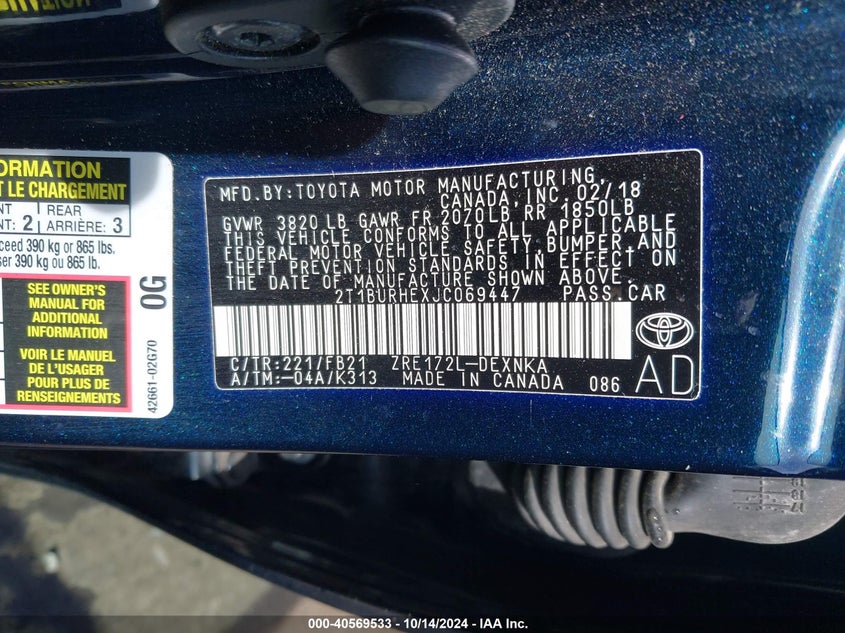 ORMATION
T LE CHARGEMENT
REAR
NT: 2 ARRIÈRE: 3
ceed 390 kg or 865 lbs.
ser 390 kg ou 865 lb.
SEE OWNER'S
MANUAL FOR
ADDITIONAL
INFORMATION
VOIR LE MANUEL
DE L'USAGER
POUR PLUS DE
RENSEIGNEMENTS
0G
42661-02G70
MFD.BY:TOYOTA MOTOR MANUFACTURING,
CANADA,INC. 02/18
GVWR 3820 LB GAWR FR 2070LB RR 1850LB
THIS VEHICLE CONFORMS TO ALL APPLICABLE
FEDERAL MOTOR VEHICLE SAFETY,BUMPER,AND
THEFT PREVENTION STANDARDS IN EFFECT ON
THE DATE OF MANUFACTURE SHOWN ABOVE.
2T1BURHEXJC069447 PASS.CAR
C/TR:221/FB21 ZRE172L-DEXNKA
A/TM:-04A/K313 MADE IN CANADA 086
AD
000-40569533 - 10/14/2024 - IAA Inc.